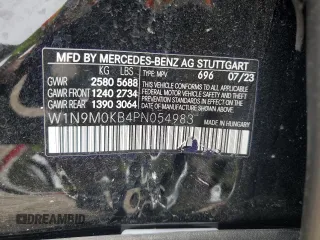 MFD BY MERCEDES-BENZ AG STUTTGART
KG LBS TYPE: MPV 696 07/23
GVWR 2580 5688
GAWR FRONT 1240 2734
GAWR REAR 1390 3064
THIS VEHICLE CONFORMS TO ALL
APPLICABLE U.S. FEDERAL MOTOR
VEHICLE SAFETY AND THEFT
PREVENTION STANDARDS IN
EFFECT ON THE DATE OF
MANUFACTURE SHOWN ABOVE.
W1N9M0KB4PN054983
MADE IN HUNGARY
DREAMBID